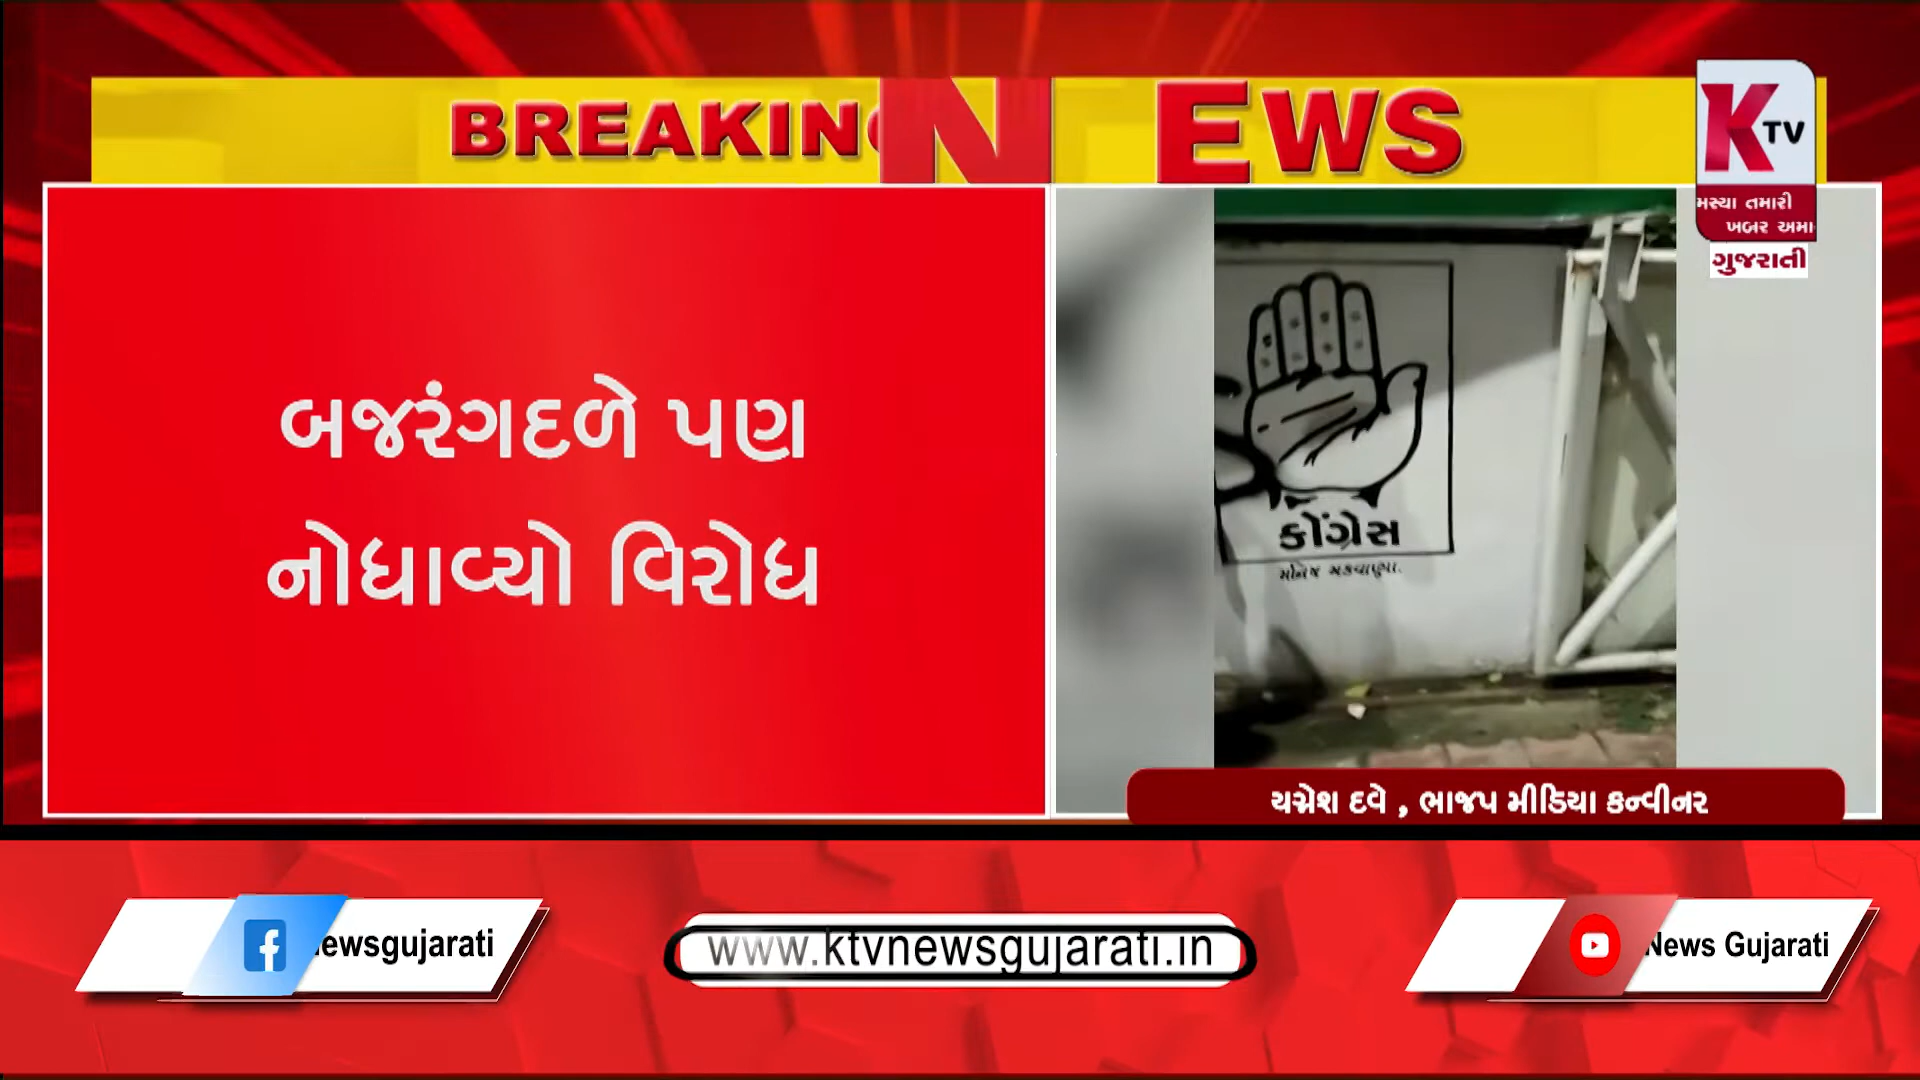 BREAKING NEWS
KTV
મસ્યા તમારી
ખબર અમા
ગુજરાતી
બજરંગદળે પણ
નોધાવ્યો વિરોધ
કોંગ્રેસ
યજ્ઞેશ દવે , ભાજપ મીડિયા કન્વીનર
ewsgujarati
www.ktvnewsgujarati.in
News Gujarati